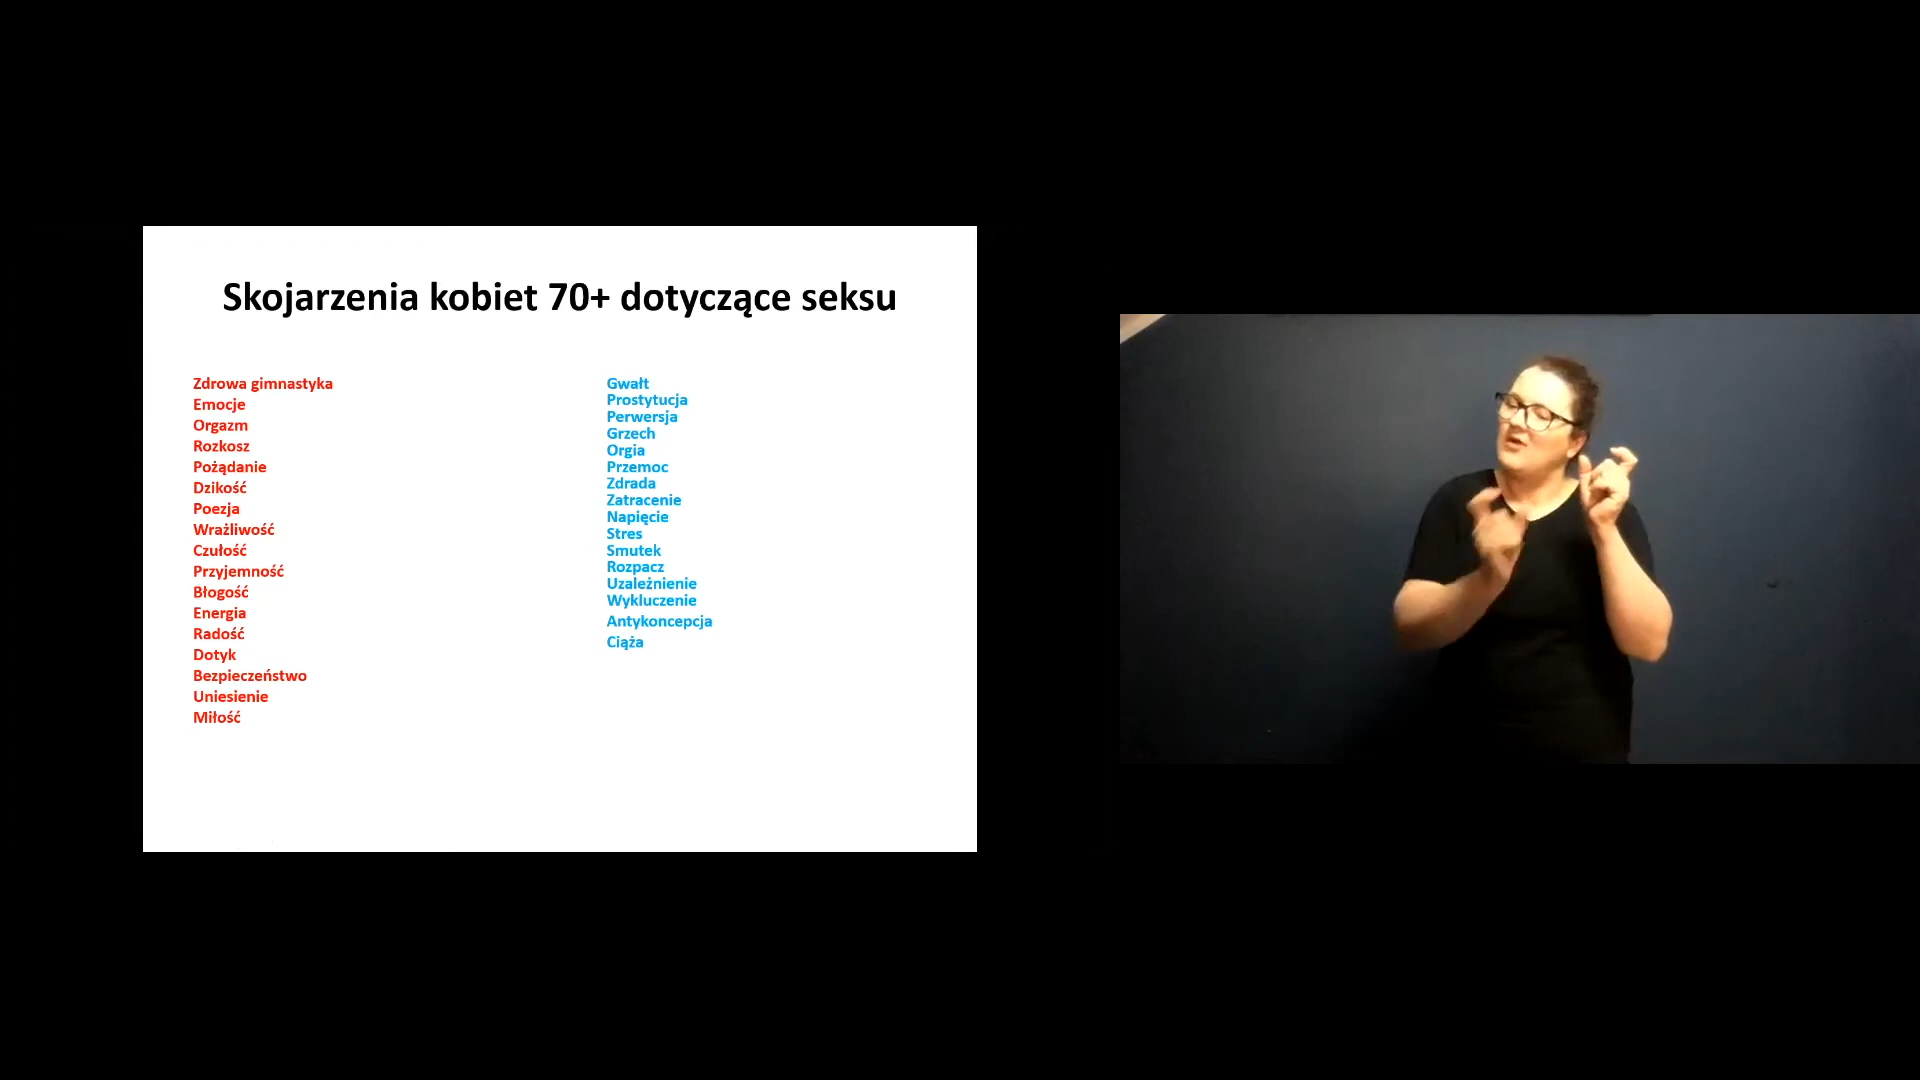 Skojarzenia kobiet 70+ dotyczące seksu
Zdrowa gimnastyka
Emocje
Orgazm
Rozkosz
Pożądanie
Dzikość
Poezja
Wrażliwość
Czułość
Przyjemność
Błogość
Energia
Radość
Dotyk
Bezpieczeństwo
Uniesienie
Miłość
Gwałt
Prostytucja
Perwersja
Grzech
Orgia
Przemoc
Zdrada
Zatracenie
Napięcie
Stres
Smutek
Rozpacz
Uzależnienie
Wykluczenie
Antykoncepcja
Ciąża